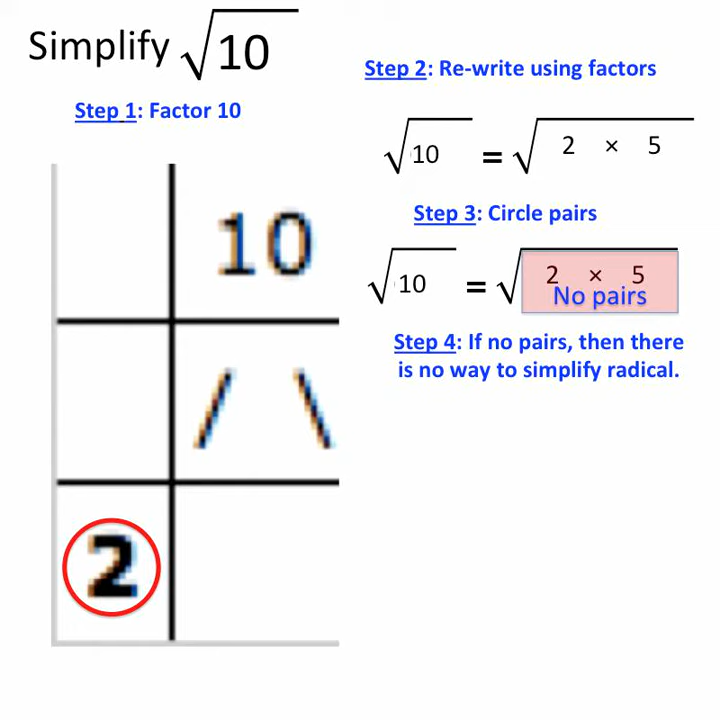 Simplify √10
Step 1: Factor 10
10
/ \
2
Step 2: Re-write using factors
√10 = √2 × 5
Step 3: Circle pairs
√10 = √2 × 5
No pairs
Step 4: If no pairs, then there
is no way to simplify radical.